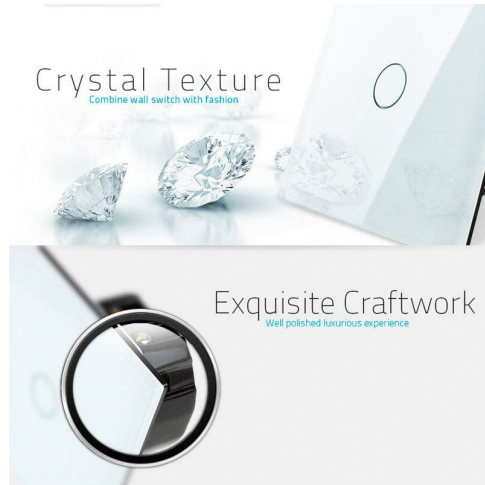 Crystal Texture
Combine wall switch with fashion
Exquisite Craftwork
Well polished luxurious experience